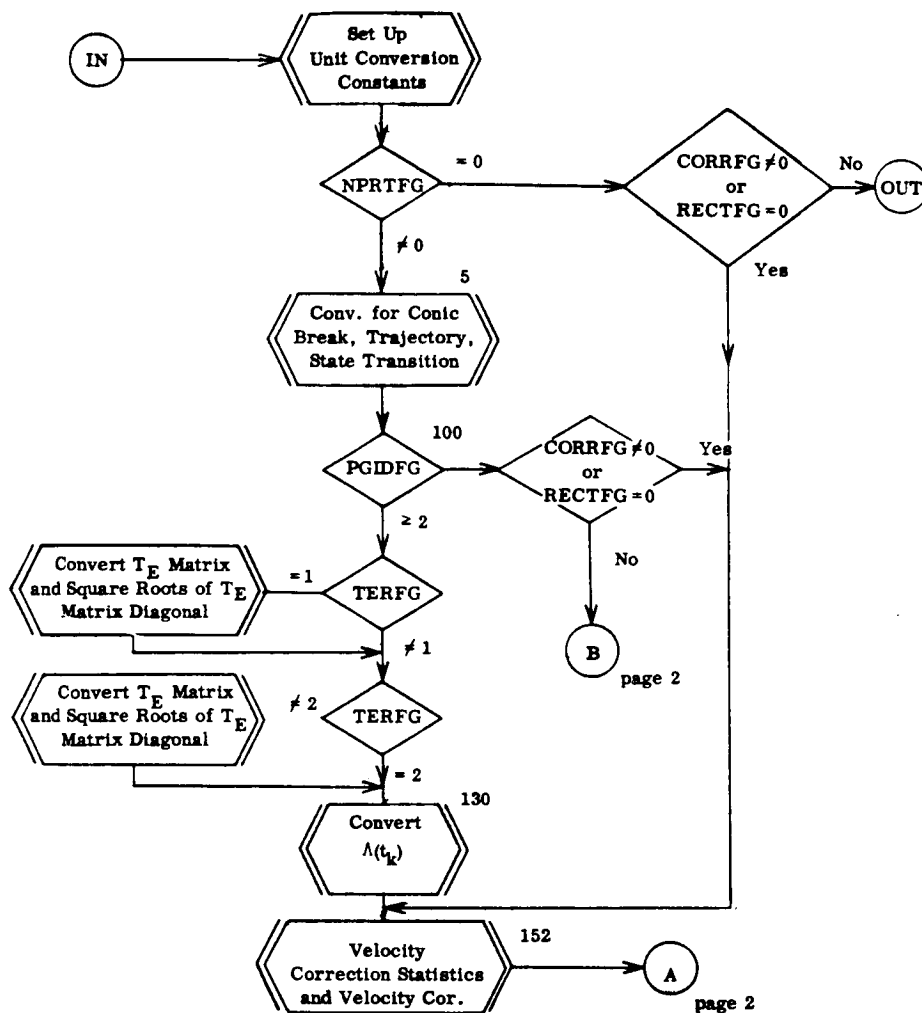 IN
Set Up
Unit Conversion
Constants
NPRTFG
= 0
CORRFG ≠ 0
or
RECTFG = 0
No
OUT
Yes
≠ 0
5
Conv. for Conic
Break, Trajectory,
State Transition
100
PGIDFG
CORRFG ≠ 0
or
RECTFG = 0
Yes
≥ 2
No
B
page 2
Convert T_E Matrix
and Square Roots of T_E
Matrix Diagonal
= 1
TERFG
≠ 1
Convert T_E Matrix
and Square Roots of T_E
Matrix Diagonal
≠ 2
TERFG
= 2
130
Convert
Λ(t_k)
152
Velocity
Correction Statistics
and Velocity Cor.
A
page 2